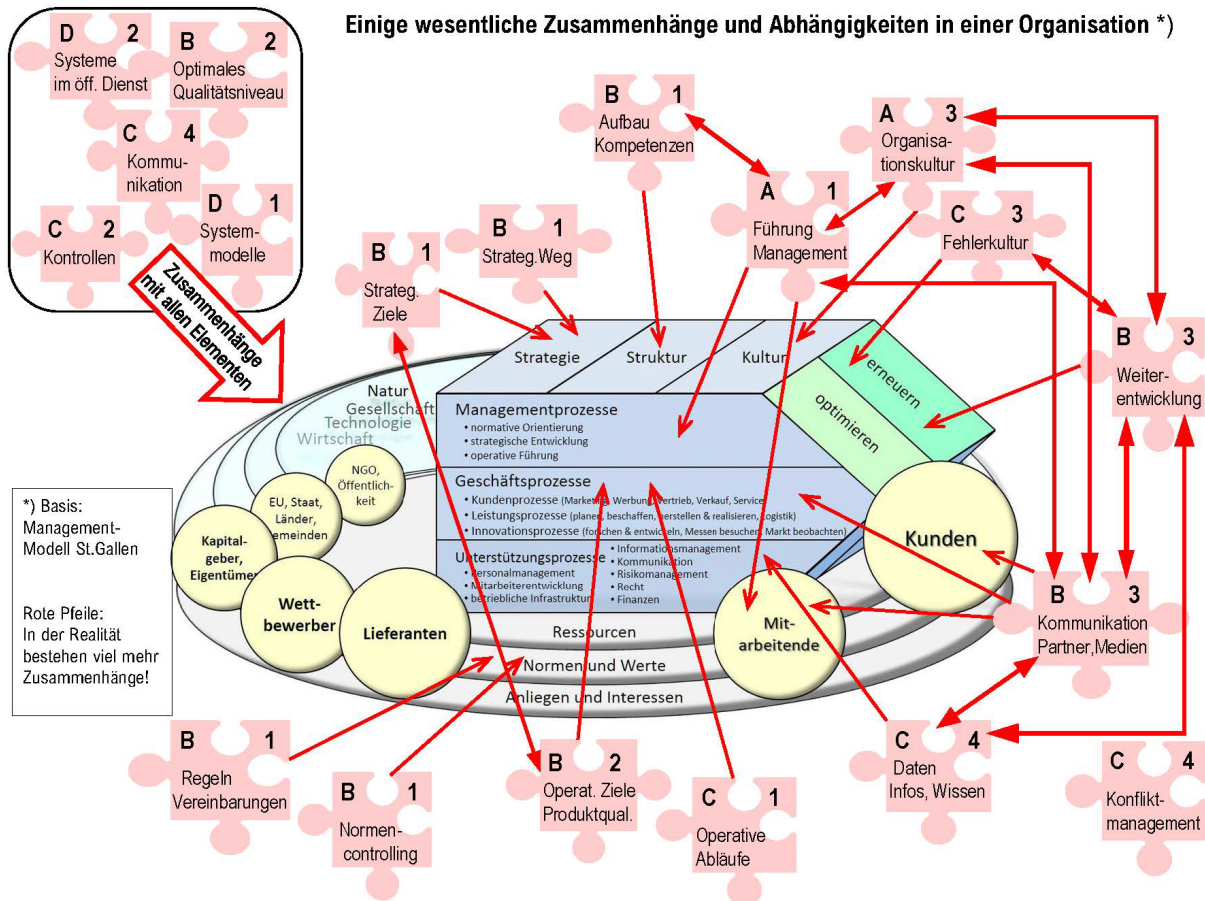 Einige wesentliche Zusammenhänge und Abhängigkeiten in einer Organisation *)
D 2
Systeme
im öff. Dienst
B 2
Optimales
Qualitätsniveau
C 4
Kommu-
nikation
C 2
Kontrollen
D 1
System-
modelle
Zusammenhänge
mit allen Elementen
B 1
Aufbau
Kompetenzen
A 3
Organisa-
tionskultur
A 1
Führung
Management
C 3
Fehlerkultur
B 1
Strateg.Weg
B 1
Strateg.
Ziele
B 3
Weiter-
entwicklung
Strategie
Struktur
Kultur
erneuern
optimieren
Natur
Gesellschaft
Technologie
Wirtschaft
Managementprozesse
• normative Orientierung
• strategische Entwicklung
• operative Führung
Geschäftsprozesse
• Kundenprozesse (Marketing, Werbung, Vertrieb, Verkauf, Service)
• Leistungsprozesse (planen, beschaffen, herstellen & realisieren, Logistik)
• Innovationsprozesse (forschen & entwickeln, Messen besuchen, Markt beobachten)
Unterstützungsprozesse
• Personalmanagement
• Mitarbeiterentwicklung
• betriebliche Infrastruktur
• Informationsmanagement
• Kommunikation
• Risikomanagement
• Recht
• Finanzen
NGO,
Öffentlich-
keit
EU, Staat,
Länder,
Gemeinden
Kapital-
geber,
Eigentümer
Wett-
bewerber
Lieferanten
Mit-
arbeitende
Kunden
Ressourcen
Normen und Werte
Anliegen und Interessen
*) Basis:
Management-
Modell St.Gallen
Rote Pfeile:
In der Realität
bestehen viel mehr
Zusammenhänge!
B 3
Kommunikation
Partner,Medien
B 1
Regeln
Vereinbarungen
B 1
Normen-
controlling
B 2
Operat. Ziele
Produktqual.
C 1
Operative
Abläufe
C 4
Daten
Infos, Wissen
C 4
Konflikt-
management